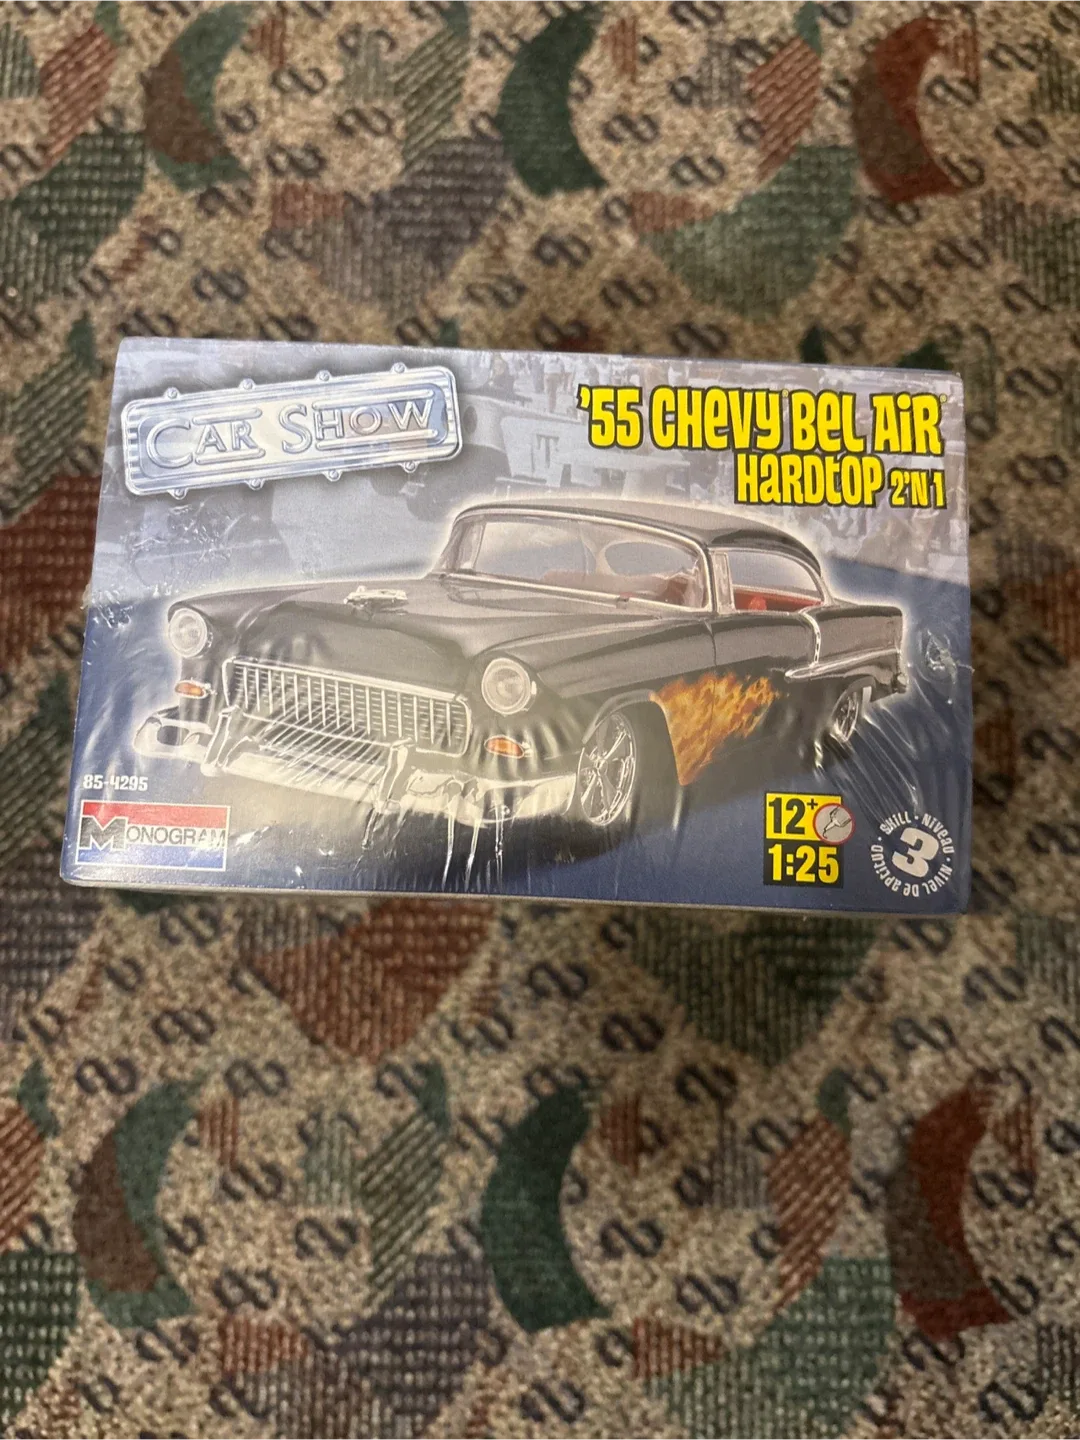 CAR SHOW
'55 CHEVY BEL AIR
HARDTOP 2'N1
85-4295
MONOGRAM
12+
1:25
SKILL · NIVEAU · NIVEL DE APTITUD ·
3